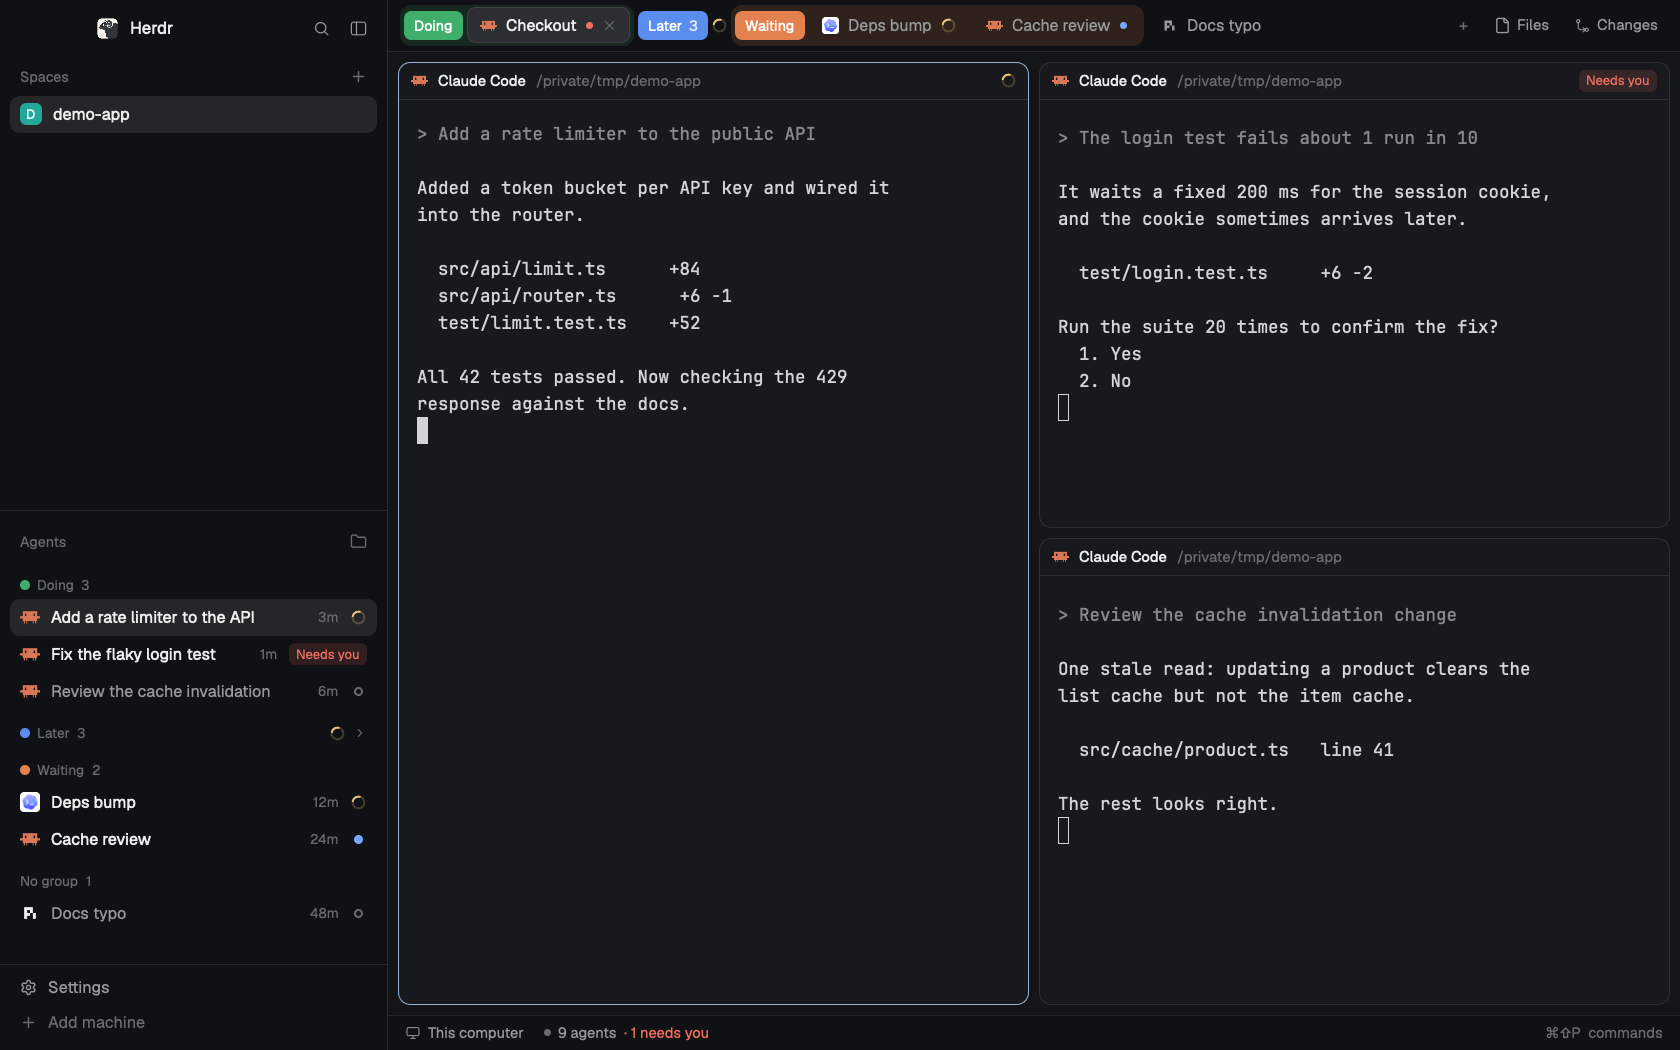 Herdr
Spaces
D demo-app
Agents
Doing 3
Add a rate limiter to the API 3m
Fix the flaky login test 1m Needs you
Review the cache invalidation 6m
Later 3
Waiting 2
Deps bump 12m
Cache review 24m
No group 1
Docs typo 48m
Settings
+ Add machine
Doing Checkout Later 3 Waiting Deps bump Cache review Docs typo + Files Changes
Claude Code /private/tmp/demo-app
> Add a rate limiter to the public API
Added a token bucket per API key and wired it
into the router.
src/api/limit.ts +84
src/api/router.ts +6 -1
test/limit.test.ts +52
All 42 tests passed. Now checking the 429
response against the docs.
Claude Code /private/tmp/demo-app Needs you
> The login test fails about 1 run in 10
It waits a fixed 200 ms for the session cookie,
and the cookie sometimes arrives later.
test/login.test.ts +6 -2
Run the suite 20 times to confirm the fix?
1. Yes
2. No
Claude Code /private/tmp/demo-app
> Review the cache invalidation change
One stale read: updating a product clears the
list cache but not the item cache.
src/cache/product.ts line 41
The rest looks right.
This computer 9 agents · 1 needs you
⌘⇧P commands